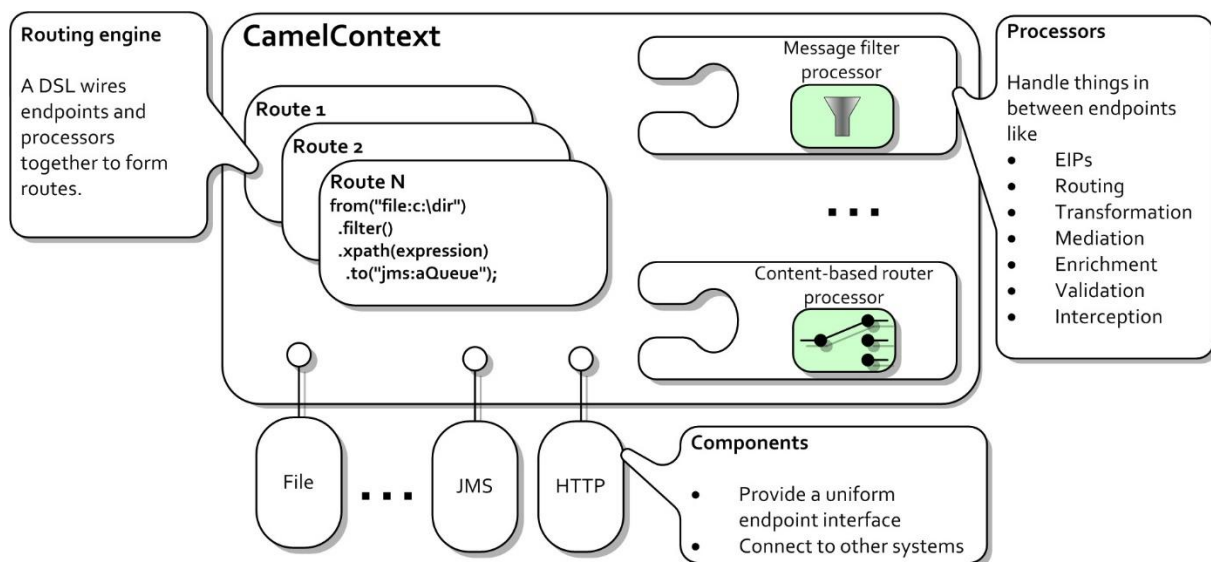 Routing engine
A DSL wires
endpoints and
processors
together to form
routes.
CamelContext
Route 1
Route 2
Route N
from("file:c:\dir")
.filter()
.xpath(expression)
.to("jms:aQueue");
Message filter
processor
...
Content-based router
processor
Processors
Handle things in
between endpoints
like
• EIPs
• Routing
• Transformation
• Mediation
• Enrichment
• Validation
• Interception
File
...
JMS
HTTP
Components
• Provide a uniform
endpoint interface
• Connect to other systems